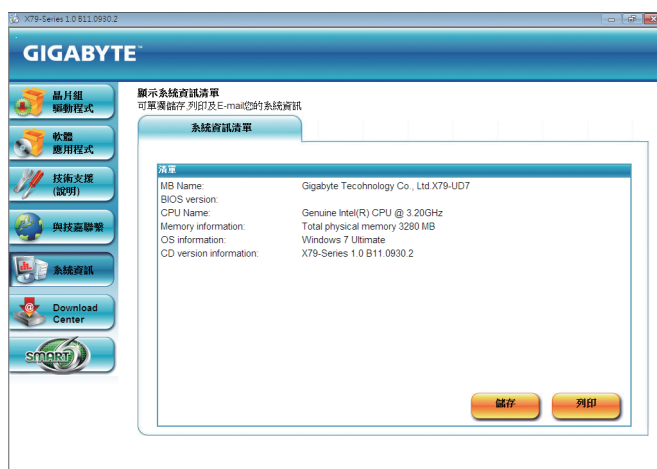 X79-Series 1.0 B11.0930.2
GIGABYTE™
晶片組
驅動程式
軟體
應用程式
技術支援
(說明)
與技嘉聯繫
系統資訊
Download
Center
SMART 6
顯示系統資訊清單
可單獨儲存,列印及E-mail您的系統資訊
系統資訊清單
清單
MB Name: Gigabyte Tecohnology Co., Ltd.X79-UD7
BIOS version:
CPU Name: Genuine Intel(R) CPU @ 3.20GHz
Memory information: Total physical memory 3280 MB
OS information: Windows 7 Ultimate
CD version information: X79-Series 1.0 B11.0930.2
儲存
列印